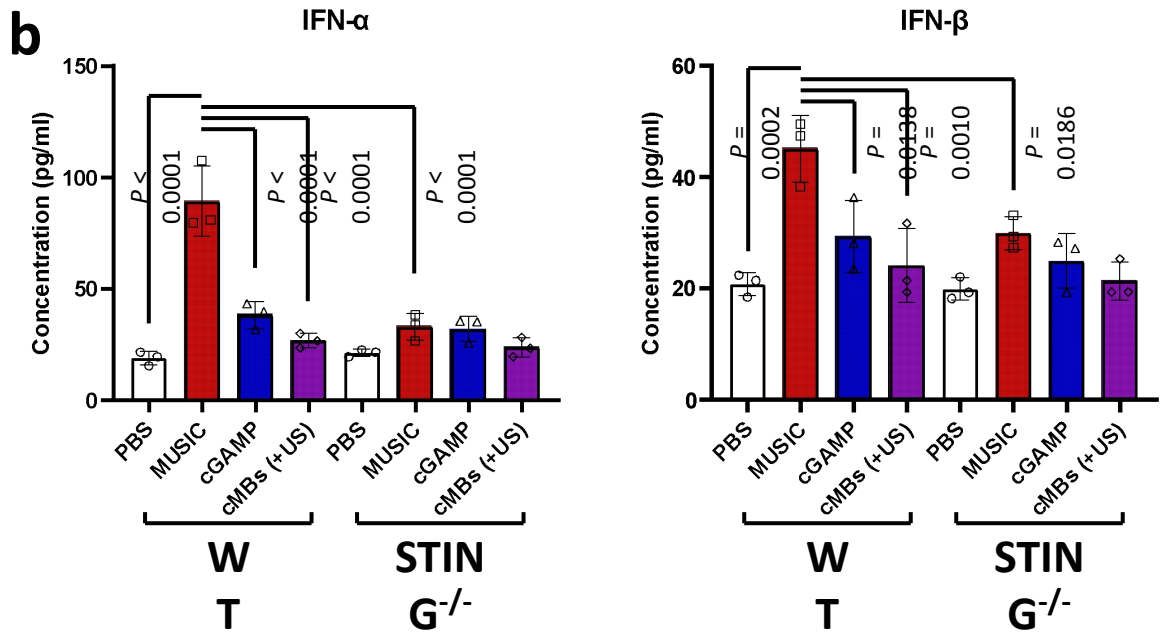 b
IFN-α
Concentration (pg/ml)
150
100
50
0
P <
0.0001
P <
0.0001
P <
0.0001
P <
0.0001
PBS
MUSIC
cGAMP
cMBs (+US)
PBS
MUSIC
cGAMP
cMBs (+US)
W
T
STIN
G-/-
IFN-β
Concentration (pg/ml)
60
40
20
0
P =
0.0002
P =
0.0138
P =
0.0010
P =
0.0186
PBS
MUSIC
cGAMP
cMBs (+US)
PBS
MUSIC
cGAMP
cMBs (+US)
W
T
STIN
G-/-